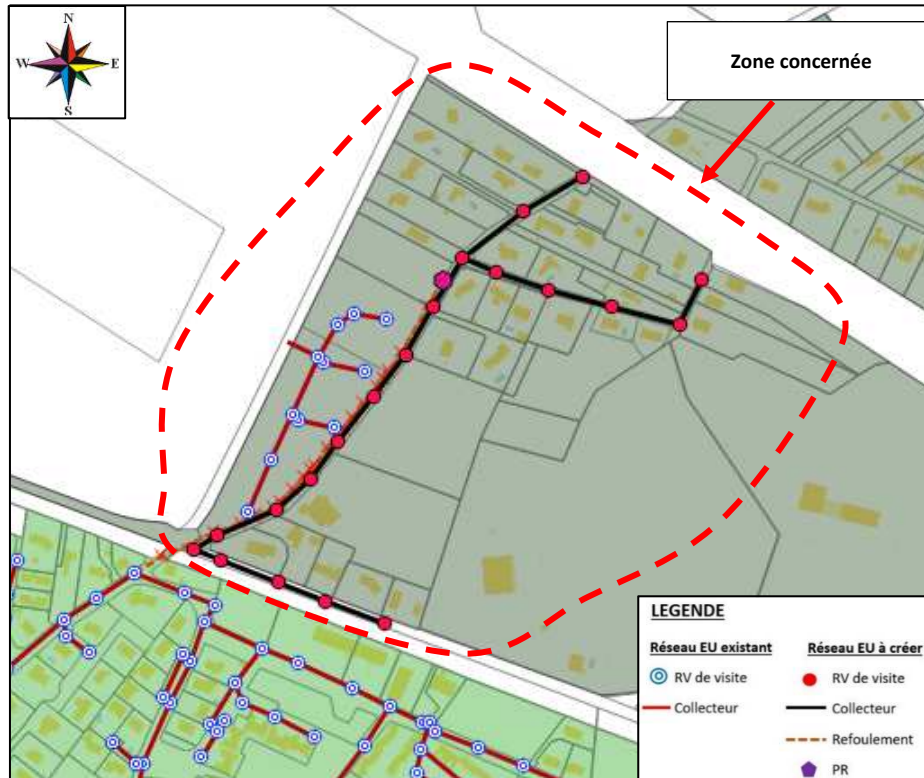 N
W E
S
Zone concernée
LEGENDE
Réseau EU existant
Réseau EU à créer
RV de visite
RV de visite
Collecteur
Collecteur
Refoulement
PR